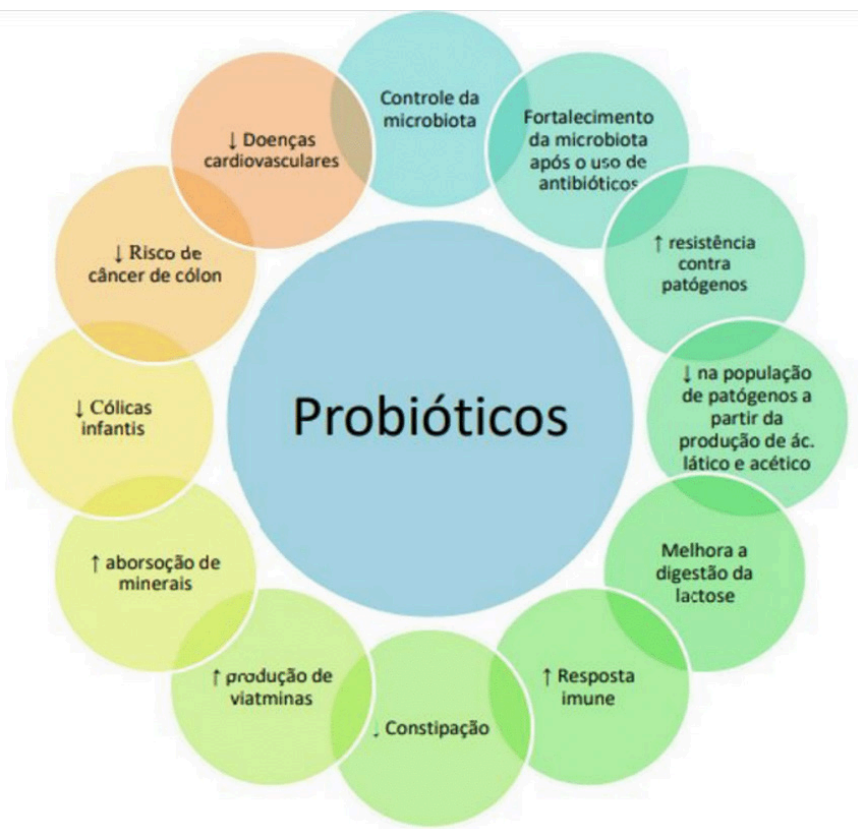 Controle da
microbiota
Fortalecimento
da microbiota
após o uso de
antibióticos
↑ resistência
contra
patógenos
↓ na população
de patógenos a
partir da
produção de ác.
lático e acético
Melhora a
digestão da
lactose
↑ Resposta
imune
↓ Constipação
↑ produção de
viatminas
↑ aborsoção de
minerais
↓ Cólicas
infantis
↓ Risco de
câncer de cólon
↓ Doenças
cardiovasculares
Probióticos